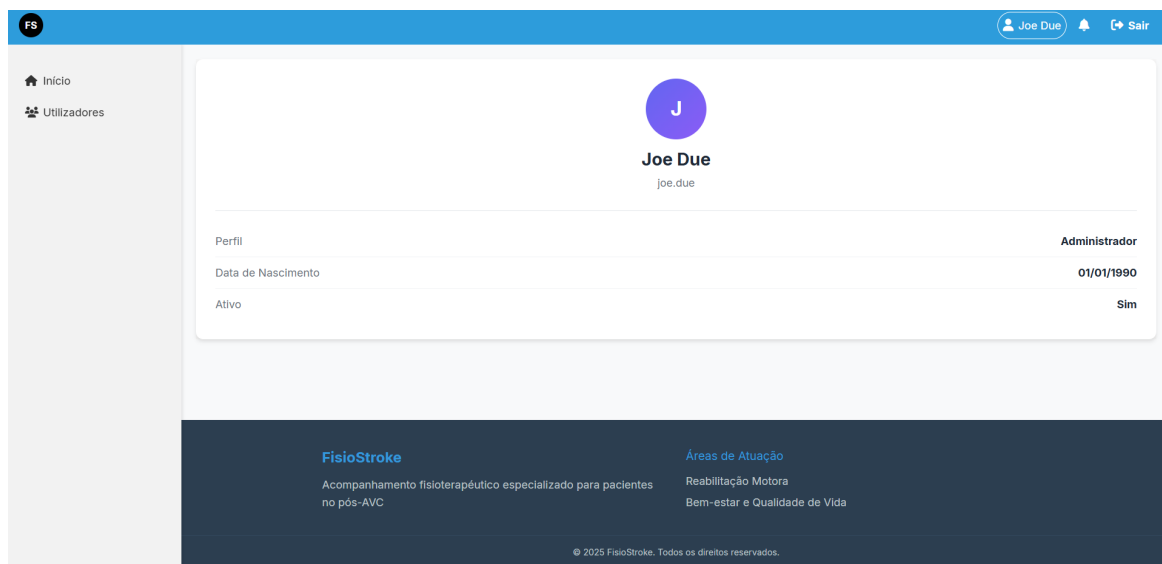 FS
Joe Due
Sair
Início
Utilizadores
J
Joe Due
joe.due
Perfil
Administrador
Data de Nascimento
01/01/1990
Ativo
Sim
FisioStroke
Acompanhamento fisioterapéutico especializado para pacientes
no pós-AVC
Áreas de Atuação
Reabilitação Motora
Bem-estar e Qualidade de Vida
© 2025 FisioStroke. Todos os direitos reservados.